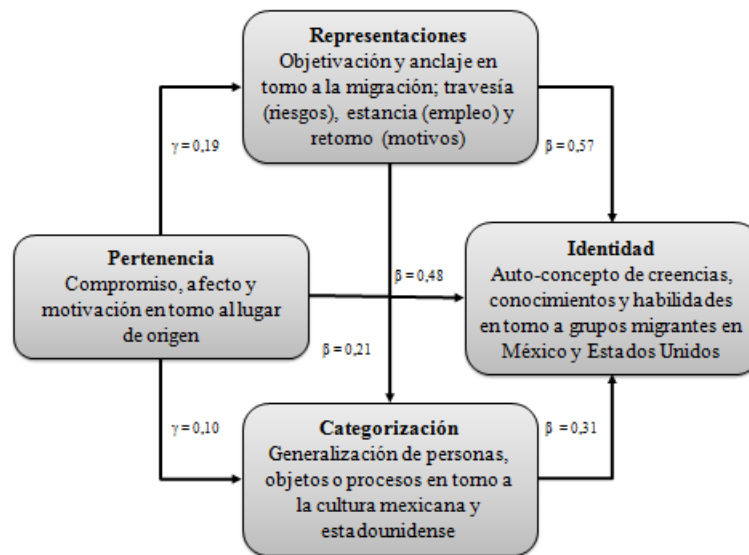 Representaciones
Objetivación y anclaje en
torno a la migración; travesía
(riesgos), estancia (empleo) y
retorno (motivos)
γ = 0,19
β = 0,57
Pertenencia
Compromiso, afecto y
motivación en torno al lugar
de origen
β = 0,48
Identidad
Auto-concepto de creencias,
conocimientos y habilidades
en torno a grupos migrantes en
México y Estados Unidos
β = 0,21
γ = 0,10
β = 0,31
Categorización
Generalización de personas,
objetos o procesos en torno a
la cultura mexicana y
estadounidense